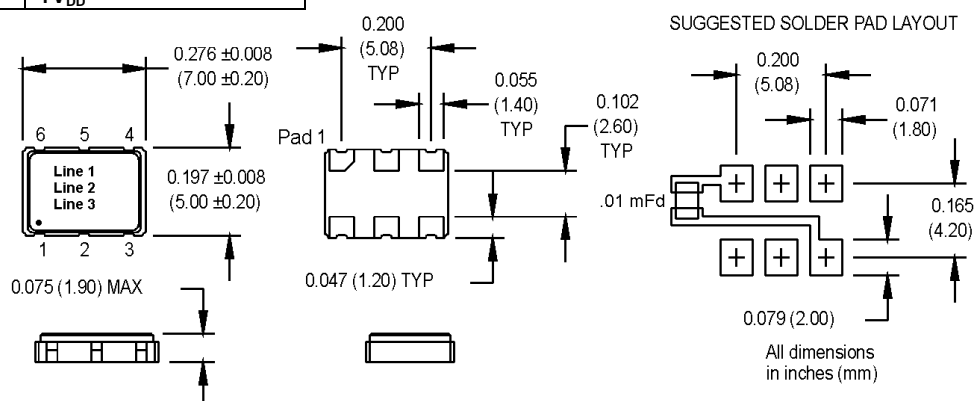 +VDD
0.276 ±0.008
(7.00 ±0.20)
6 5 4
Line 1
Line 2
Line 3
1 2 3
0.197 ±0.008
(5.00 ±0.20)
0.075 (1.90) MAX
0.200
(5.08)
TYP
0.055
(1.40)
TYP
0.102
(2.60)
TYP
Pad 1
0.047 (1.20) TYP
SUGGESTED SOLDER PAD LAYOUT
0.200
(5.08)
0.071
(1.80)
.01 mFd
0.165
(4.20)
0.079 (2.00)
All dimensions
in inches (mm)